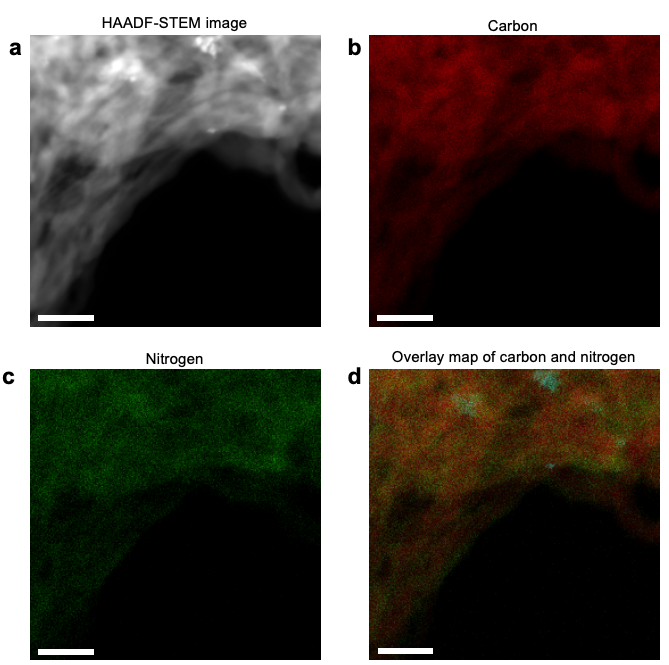 HAADF-STEM image
Carbon
a
b
Nitrogen
Overlay map of carbon and nitrogen
c
d